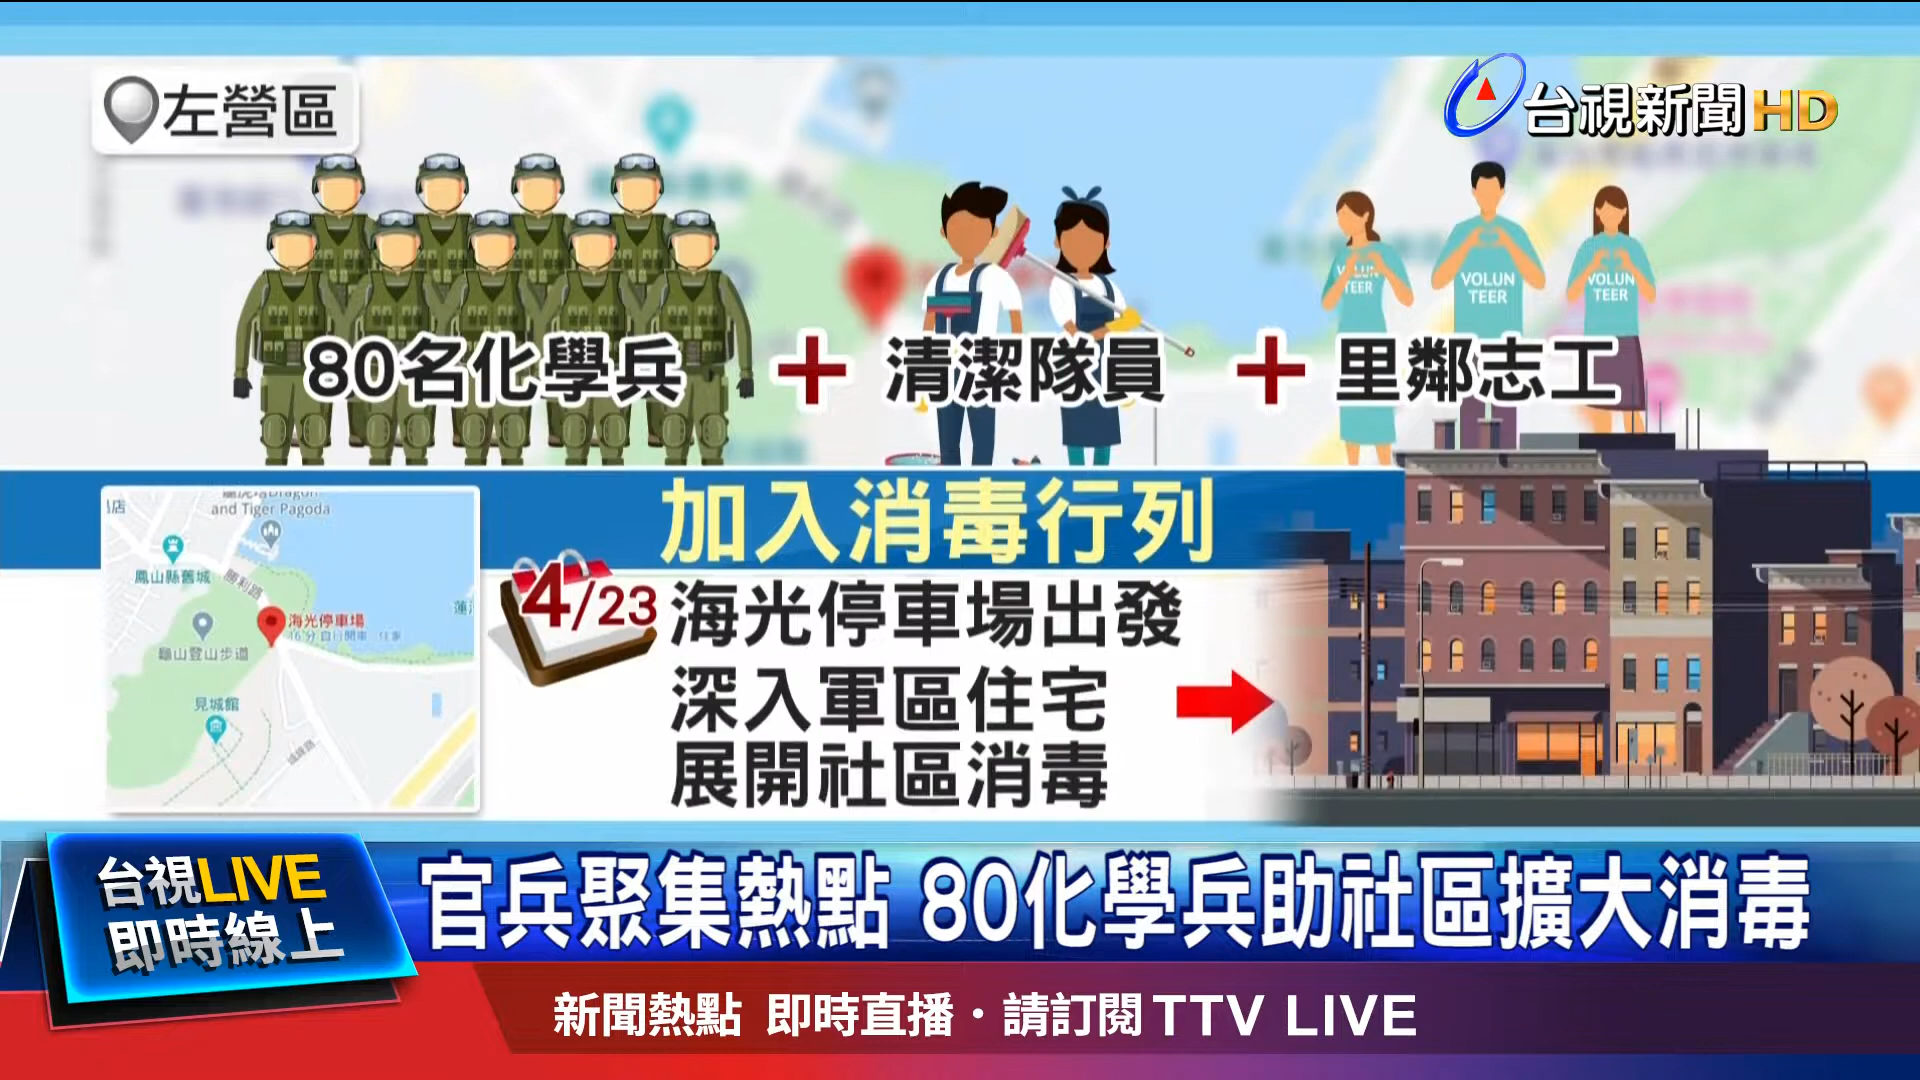 左營區
台視新聞HD
VOLUN
TEER
VOLUN
TEER
VOLUN
TEER
80名化學兵 + 清潔隊員 + 里鄰志工
加入消毒行列
4/23
海光停車場出發
深入軍區住宅
展開社區消毒
and Tiger Pagoda
鳳山縣舊城
勝利路
海光停車場
龜山登山步道
見城館
台視LIVE
即時線上
官兵聚集熱點 80化學兵助社區擴大消毒
新聞熱點 即時直播・請訂閱TTV LIVE